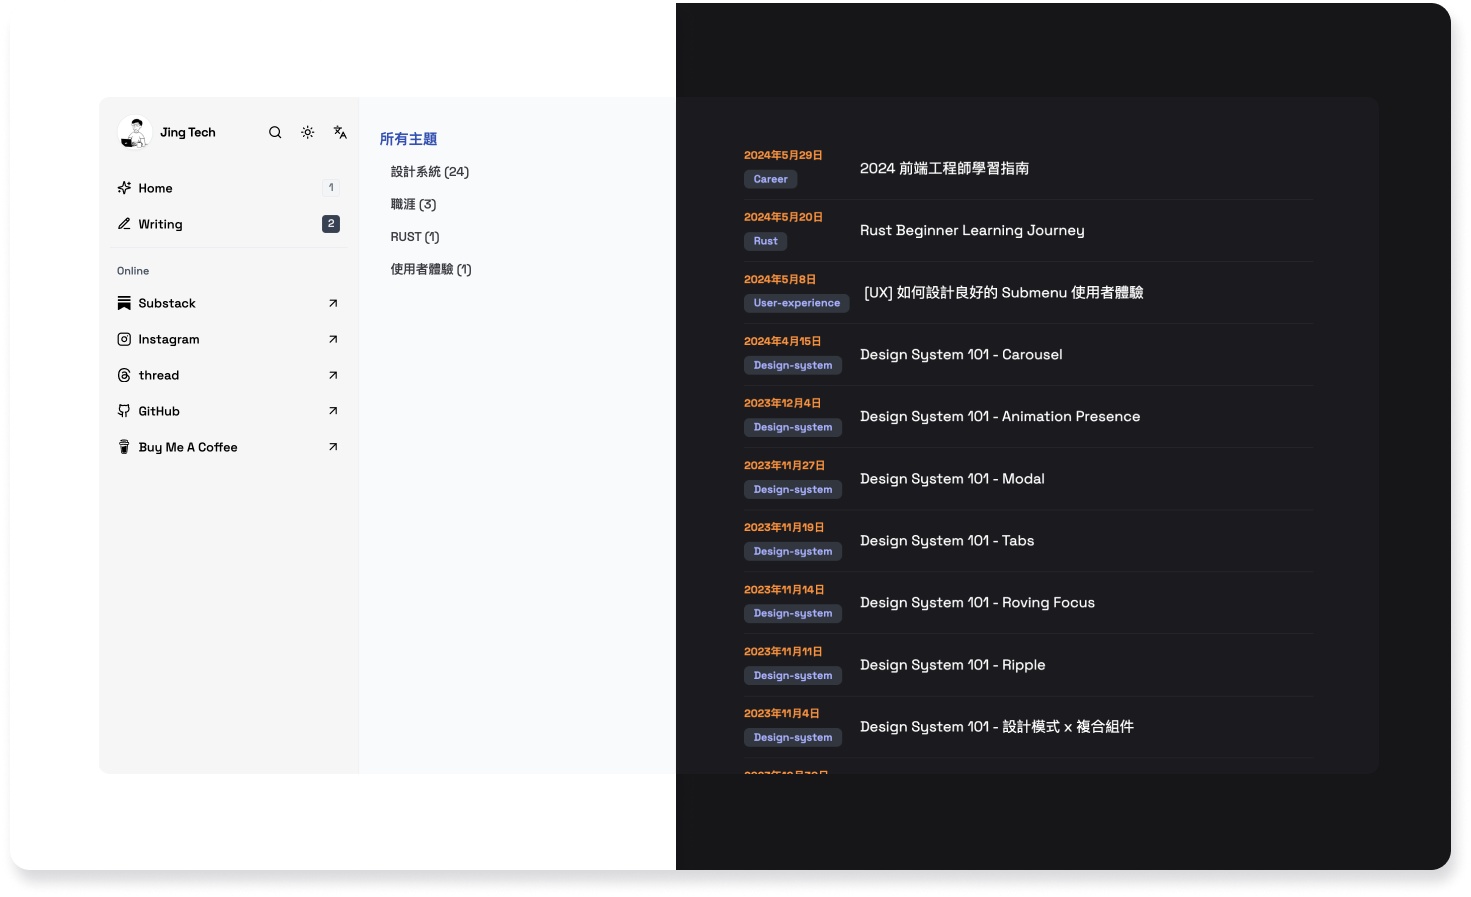 Jing Tech
Home 1
Writing 2
Online
Substack
Instagram
thread
GitHub
Buy Me A Coffee
所有主題
設計系統 (24)
職涯 (3)
RUST (1)
使用者體驗 (1)
2024年5月29日
Career
2024 前端工程師學習指南
2024年5月20日
Rust
Rust Beginner Learning Journey
2024年5月8日
User-experience
[UX] 如何設計良好的 Submenu 使用者體驗
2024年4月15日
Design-system
Design System 101 - Carousel
2023年12月4日
Design-system
Design System 101 - Animation Presence
2023年11月27日
Design-system
Design System 101 - Modal
2023年11月19日
Design-system
Design System 101 - Tabs
2023年11月14日
Design-system
Design System 101 - Roving Focus
2023年11月11日
Design-system
Design System 101 - Ripple
2023年11月4日
Design-system
Design System 101 - 設計模式 x 複合組件